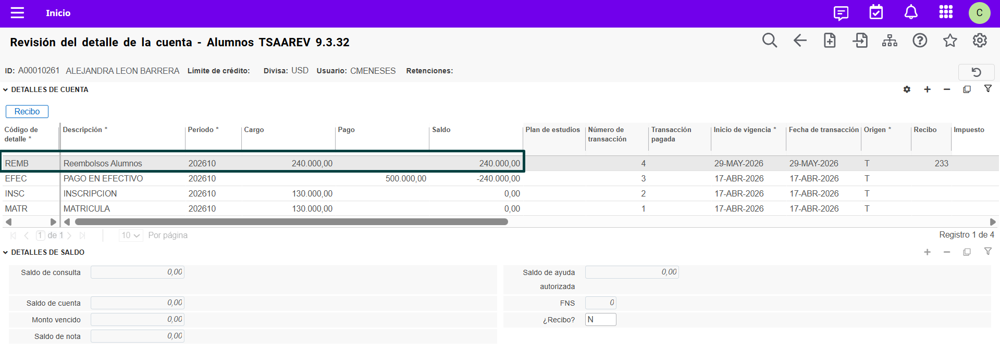 Inicio
C
Revisión del detalle de la cuenta - Alumnos TSAAREV 9.3.32
ID: A00010261 ALEJANDRA LEON BARRERA Límite de crédito: Divisa: USD Usuario: CMENESES Retenciones:
DETALLES DE CUENTA
Recibo
Código de detalle * Descripción * Periodo * Cargo Pago Saldo Plan de estudios Número de transacción Transacción pagada Inicio de vigencia * Fecha de transacción Origen * Recibo Impuesto
REMB Reembolsos Alumnos 202610 240.000,00 240.000,00 4 29-MAY-2026 29-MAY-2026 T 233
EFEC PAGO EN EFECTIVO 202610 500.000,00 -240.000,00 3 17-ABR-2026 17-ABR-2026 T
INSC INSCRIPCION 202610 130.000,00 0,00 2 17-ABR-2026 17-ABR-2026 T
MATR MATRICULA 202610 130.000,00 0,00 1 17-ABR-2026 17-ABR-2026 T
1 de 1 10 Por página Registro 1 de 4
DETALLES DE SALDO
Saldo de consulta 0,00 Saldo de ayuda autorizada 0,00
Saldo de cuenta 0,00 FNS 0
Monto vencido 0,00 ¿Recibo? N
Saldo de nota 0,00